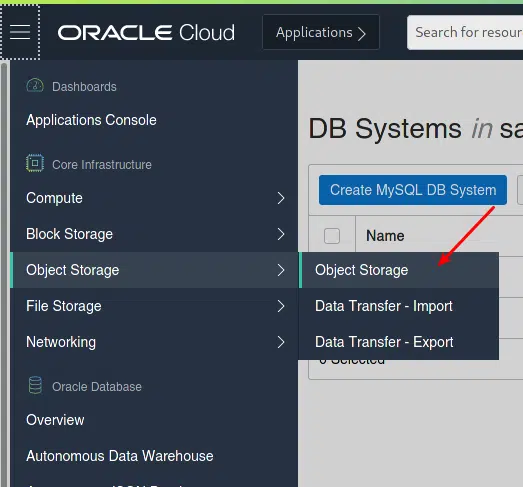 ORACLE Cloud
Applications
Search for resour
Dashboards
Applications Console
Core Infrastructure
Compute
Block Storage
Object Storage
File Storage
Networking
Oracle Database
Overview
Autonomous Data Warehouse
DB Systems in sa
Create MySQL DB System
Name
Object Storage
Data Transfer - Import
Data Transfer - Export
0 Selected